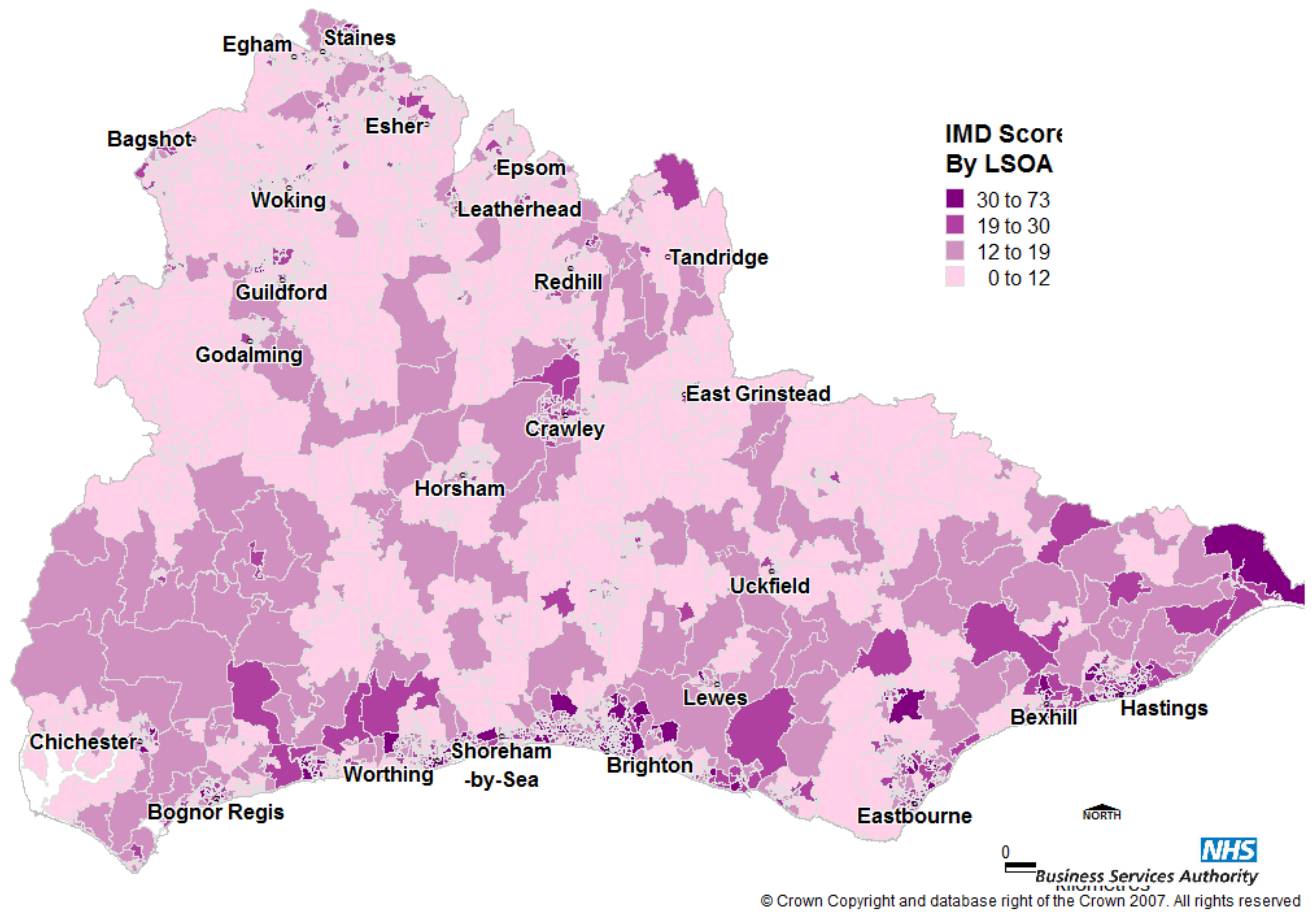 Staines
Egham
Bagshot
Esher
Epsom
Woking
Leatherhead
Tandridge
Redhill
Guildford
Godalming
East Grinstead
Crawley
Horsham
Uckfield
Lewes
Hastings
Bexhill
Chichester
Shoreham
-by-Sea
Worthing
Brighton
Bognor Regis
Eastbourne
IMD Score
By LSOA
30 to 73
19 to 30
12 to 19
0 to 12
NORTH
0
NHS
Business Services Authority
kilometres
© Crown Copyright and database right of the Crown 2007. All rights reserved